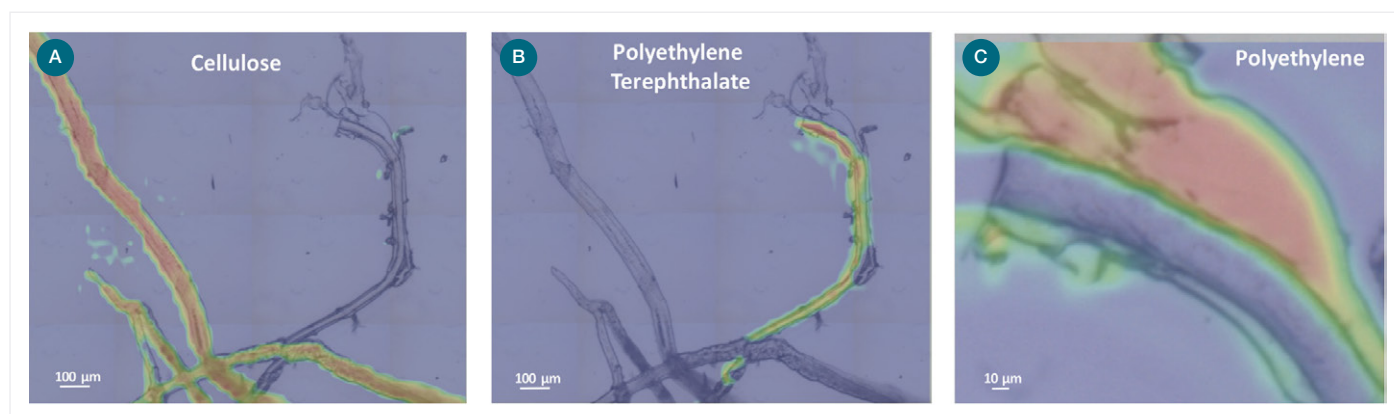 A
Cellulose
100 µm
B
Polyethylene
Terephthalate
100 µm
C
Polyethylene
10 µm